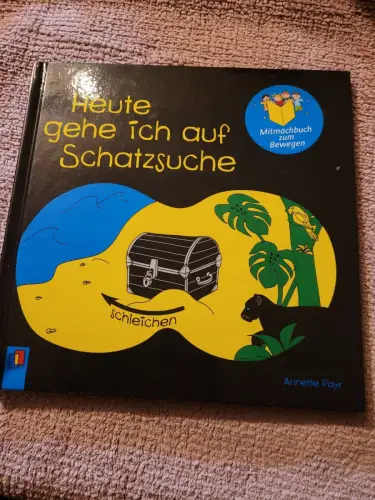 Heute
gehe ich auf
Schatzsuche
Mitmachbuch
zum
Bewegen
schleichen
Annette Payr